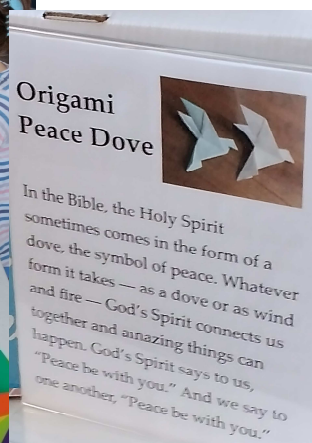 Origami
Peace Dove
In the Bible, the Holy Spirit
sometimes comes in the form of a
dove, the symbol of peace. Whatever
form it takes — as a dove or as wind
and fire — God's Spirit connects us
together and amazing things can
happen. God's Spirit says to us,
"Peace be with you." And we say to
one another, "Peace be with you."